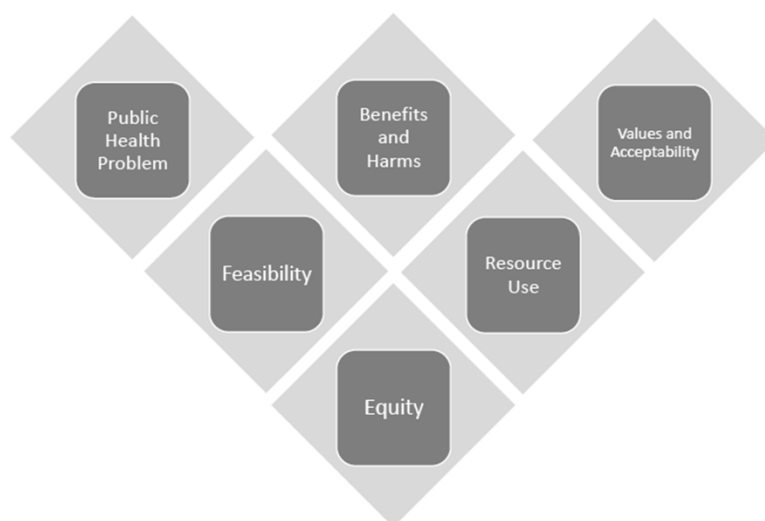 Public
Health
Problem
Benefits
and
Harms
Values and
Acceptability
Feasibility
Resource
Use
Equity